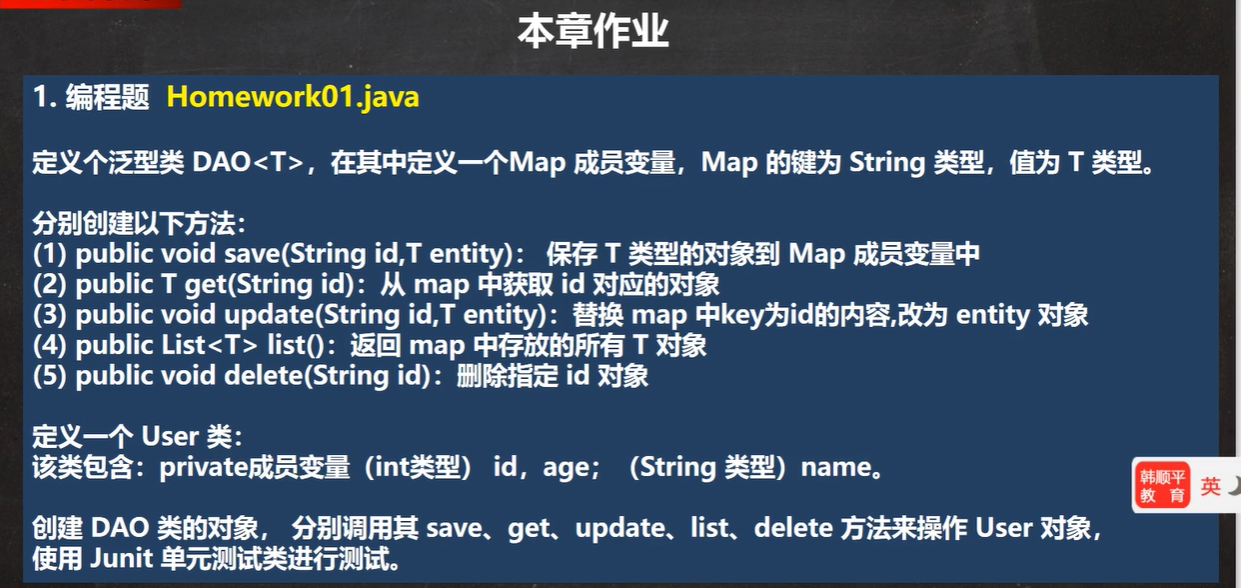 本章作业
1. 编程题 Homework01.java
定义个泛型类 DAO<T>，在其中定义一个Map 成员变量，Map 的键为 String 类型，值为 T 类型。
分别创建以下方法：
(1) public void save(String id,T entity)： 保存 T 类型的对象到 Map 成员变量中
(2) public T get(String id)：从 map 中获取 id 对应的对象
(3) public void update(String id,T entity)：替换 map 中key为id的内容,改为 entity 对象
(4) public List<T> list()：返回 map 中存放的所有 T 对象
(5) public void delete(String id)：删除指定 id 对象
定义一个 User 类：
该类包含：private成员变量（int类型） id，age；（String 类型）name。
创建 DAO 类的对象， 分别调用其 save、get、update、list、delete 方法来操作 User 对象，
使用 Junit 单元测试类进行测试。
韩顺平
教 育
英